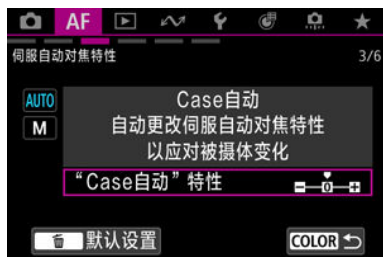 AF
伺服自动对焦特性 3/6
AUTO
M
Case自动
自动更改伺服自动对焦特性
以应对被摄体变化
“Case自动”特性 0
默认设置 COLOR